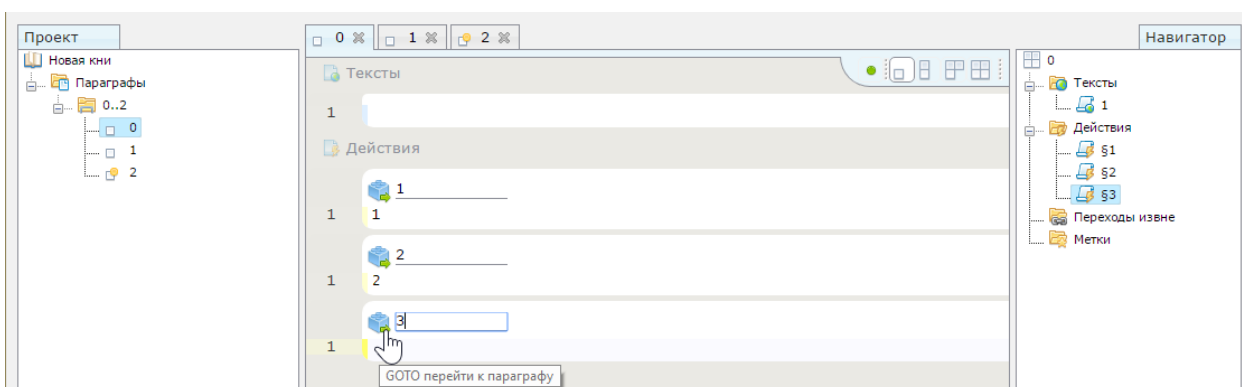 Проект
Новая кни
Параграфы
0..2
0
1
2
0
1
2
Тексты
1
Действия
1
1
1
2
1
2
3
1
GOTO перейти к параграфу
Навигатор
0
Тексты
1
Действия
§1
§2
§3
Переходы извне
Метки